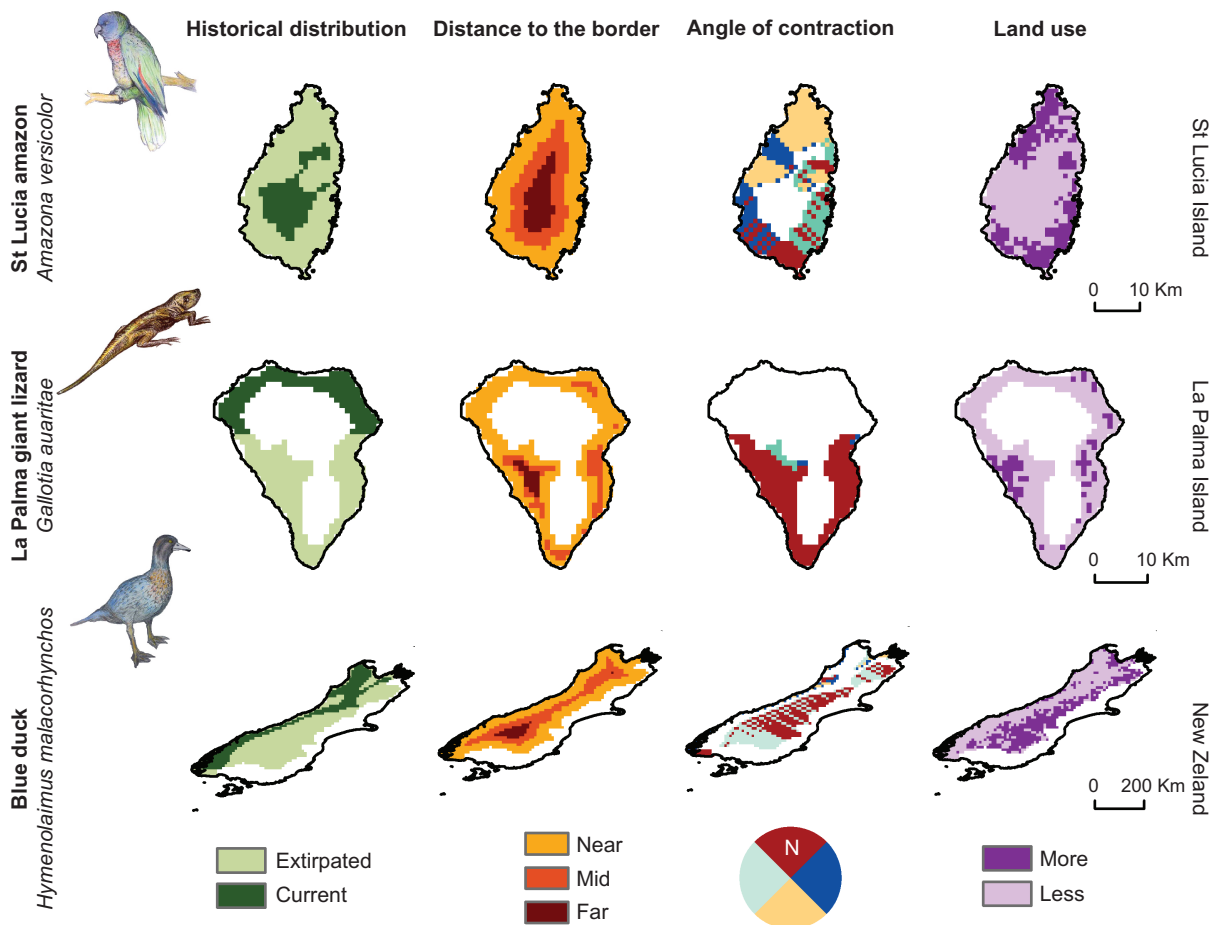 Historical distribution
Distance to the border
Angle of contraction
Land use
St Lucia amazon
Amazona versicolor
St Lucia Island
0 10 Km
La Palma giant lizard
Gallotia auaritae
La Palma Island
0 10 Km
Blue duck
Hymenolaimus malacorhynchos
New Zeland
0 200 Km
Extirpated
Current
Near
Mid
Far
N
More
Less